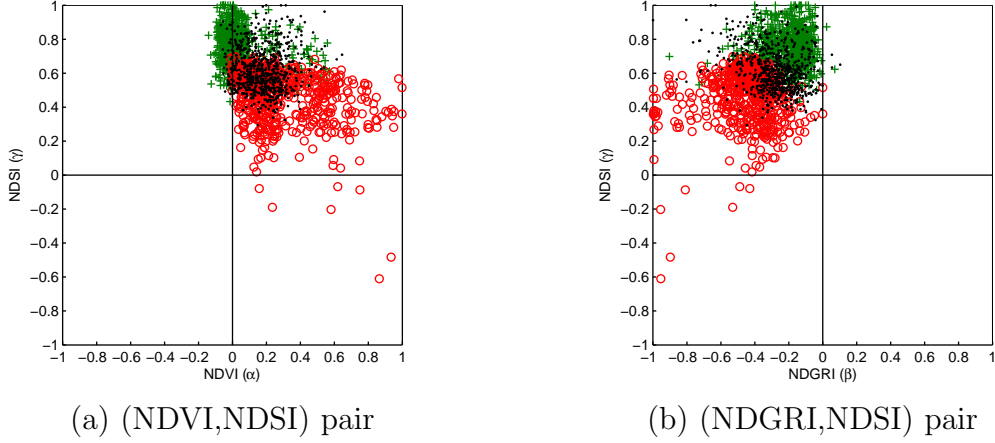 1
0.8
0.6
0.4
0.2
0
−0.2
−0.4
−0.6
−0.8
−1
NDSI (γ)
−1 −0.8 −0.6 −0.4 −0.2 0 0.2 0.4 0.6 0.8 1
NDVI (α)
(a) (NDVI,NDSI) pair
1
0.8
0.6
0.4
0.2
0
−0.2
−0.4
−0.6
−0.8
−1
NDSI (γ)
−1 −0.8 −0.6 −0.4 −0.2 0 0.2 0.4 0.6 0.8 1
NDGRI (β)
(b) (NDGRI,NDSI) pair